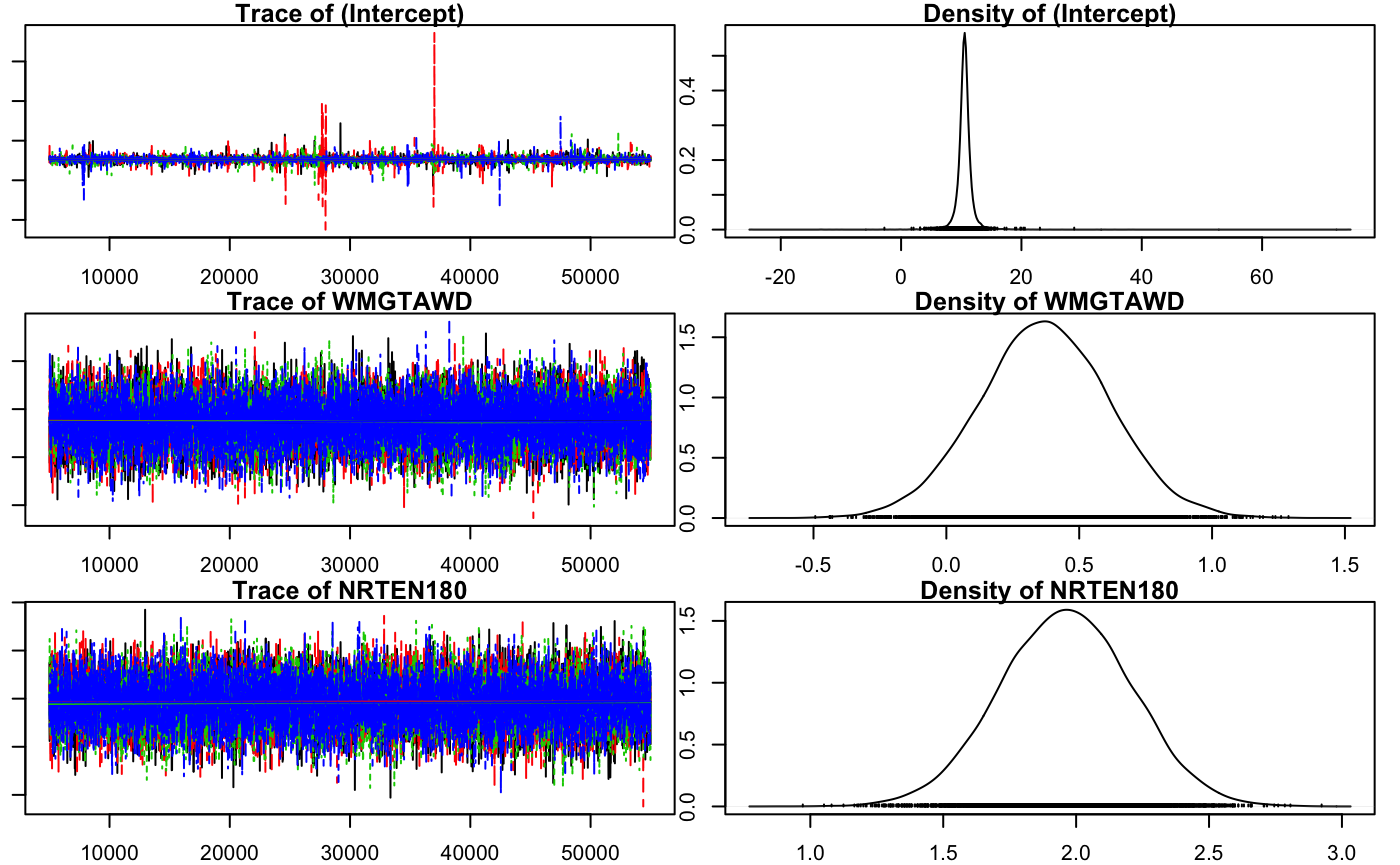 Trace of (Intercept)
10000 20000 30000 40000 50000
Density of (Intercept)
0.0 0.2 0.4
-20 0 20 40 60
Trace of WMGTAWD
10000 20000 30000 40000 50000
Density of WMGTAWD
0.0 0.5 1.0 1.5
-0.5 0.0 0.5 1.0 1.5
Trace of NRTEN180
10000 20000 30000 40000 50000
Density of NRTEN180
0.0 0.5 1.0 1.5
1.0 1.5 2.0 2.5 3.0